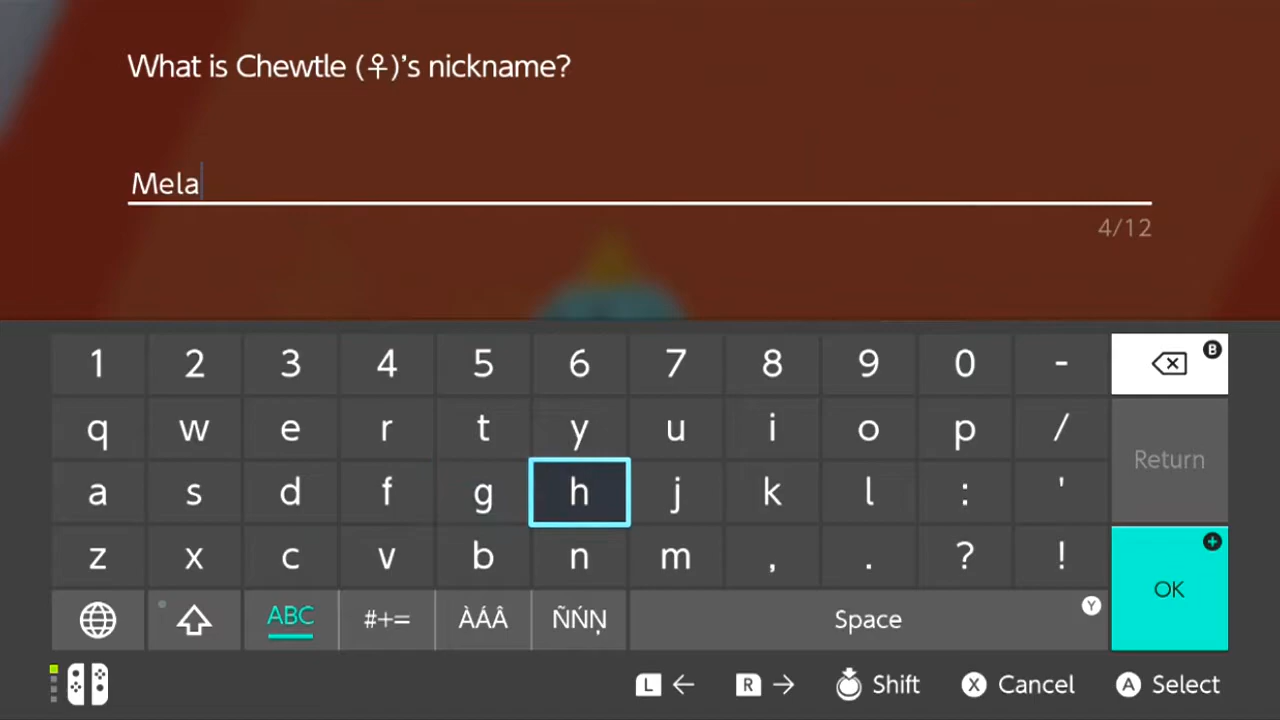 What is Chewtle (♀)'s nickname?
Mela
4/12
1 2 3 4 5 6 7 8 9 0 - B
q w e r t y u i o p / Return
a s d f g h j k l : '
z x c v b n m , . ? ! + OK
ABC #+= ÀÁÂ ÑŃŅ Space Y
L ← R → Shift X Cancel A Select